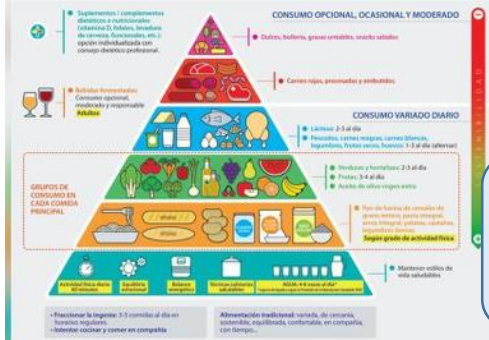 Suplementos / complementos
dietéticos o nutricionales
(vitamina D, folatos, levadura
de cerveza, funcionales, etc.):
opción individualizada con
consejo dietético profesional.
CONSUMO OPCIONAL, OCASIONAL Y MODERADO
Dulces, bollería, grasas untables, snacks salados
Bebidas fermentadas
Consumo opcional,
moderado y responsable
Adultos
Carnes rojas, procesadas y embutidos
CONSUMO VARIADO DIARIO
Lácteos: 2-3 al día
Pescados, carnes magras, carnes blancas,
legumbres, frutos secos, huevos: 1-3 al día (alternar)
GRUPOS DE
CONSUMO EN
CADA COMIDA
PRINCIPAL
Verduras y hortalizas: 2-3 al día
Frutas: 3-4 al día
Aceite de oliva virgen extra
Pan de harina de cereales de
grano entero, pasta integral,
arroz integral, patatas, castañas,
legumbres tiernas
Según grado de actividad física
Actividad física diaria
60 minutos
Equilibrio
emocional
Balance
energético
Técnicas culinarias
saludables
AGUA: 4-6 vasos al día*
Mantener estilos de
vida saludables
• Fraccionar la ingesta: 3-5 comidas al día en
horarios regulares.
• Intentar cocinar y comer en compañía
Alimentación tradicional: variada, de cercanía,
sostenible, equilibrada, confortable, en compañía,
con tiempo...